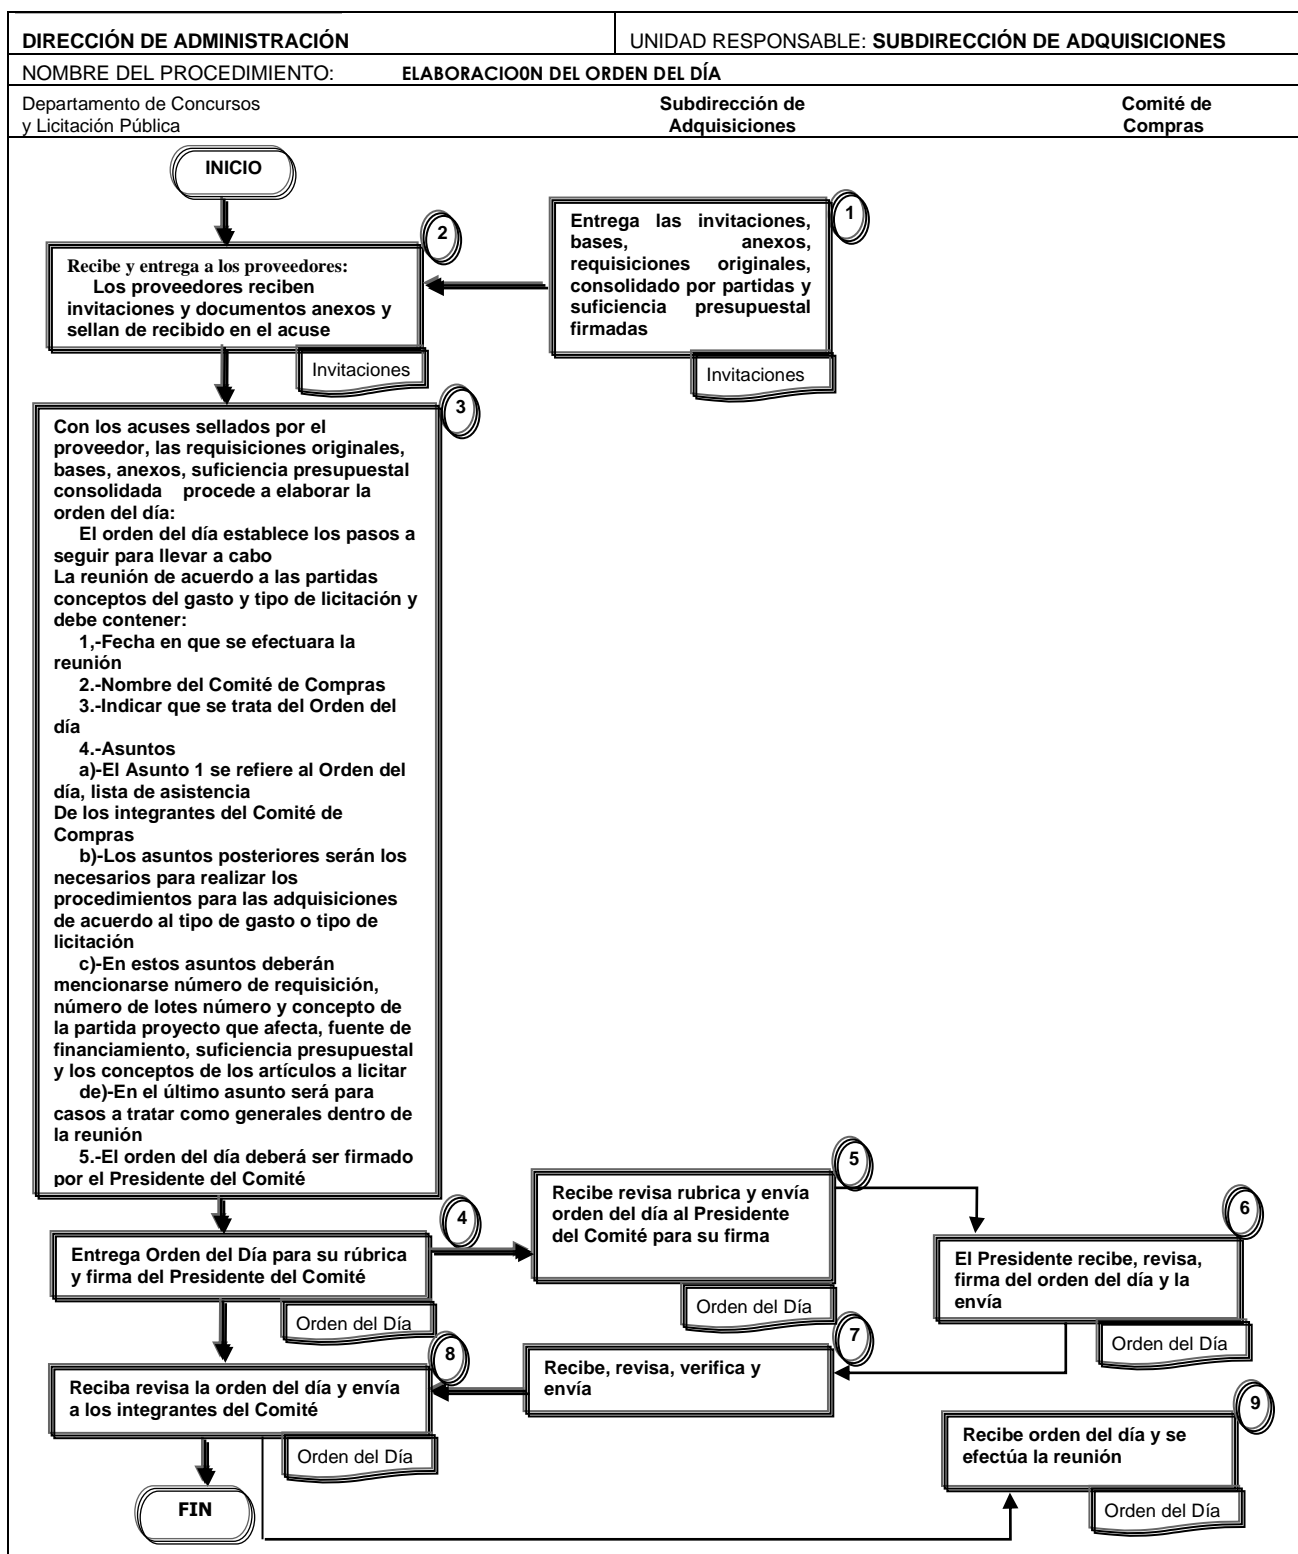 DIRECCIÓN DE ADMINISTRACIÓN
UNIDAD RESPONSABLE: SUBDIRECCIÓN DE ADQUISICIONES
NOMBRE DEL PROCEDIMIENTO: ELABORACIO0N DEL ORDEN DEL DÍA
Departamento de Concursos
y Licitación Pública
Subdirección de
Adquisiciones
Comité de
Compras
INICIO
1
Entrega las invitaciones,
bases, anexos,
requisiciones originales,
consolidado por partidas y
suficiencia presupuestal
firmadas
Invitaciones
2
Recibe y entrega a los proveedores:
Los proveedores reciben
invitaciones y documentos anexos y
sellan de recibido en el acuse
Invitaciones
3
Con los acuses sellados por el
proveedor, las requisiciones originales,
bases, anexos, suficiencia presupuestal
consolidada procede a elaborar la
orden del día:
El orden del día establece los pasos a
seguir para llevar a cabo
La reunión de acuerdo a las partidas
conceptos del gasto y tipo de licitación y
debe contener:
1,-Fecha en que se efectuara la
reunión
2.-Nombre del Comité de Compras
3.-Indicar que se trata del Orden del
día
4.-Asuntos
a)-El Asunto 1 se refiere al Orden del
día, lista de asistencia
De los integrantes del Comité de
Compras
b)-Los asuntos posteriores serán los
necesarios para realizar los
procedimientos para las adquisiciones
de acuerdo al tipo de gasto o tipo de
licitación
c)-En estos asuntos deberán
mencionarse número de requisición,
número de lotes número y concepto de
la partida proyecto que afecta, fuente de
financiamiento, suficiencia presupuestal
y los conceptos de los artículos a licitar
de)-En el último asunto será para
casos a tratar como generales dentro de
la reunión
5.-El orden del día deberá ser firmado
por el Presidente del Comité
4
Entrega Orden del Día para su rúbrica
y firma del Presidente del Comité
Orden del Día
5
Recibe revisa rubrica y envía
orden del día al Presidente
del Comité para su firma
Orden del Día
6
El Presidente recibe, revisa,
firma del orden del día y la
envía
Orden del Día
7
Recibe, revisa, verifica y
envía
8
Reciba revisa la orden del día y envía
a los integrantes del Comité
Orden del Día
9
Recibe orden del día y se
efectúa la reunión
Orden del Día
FIN